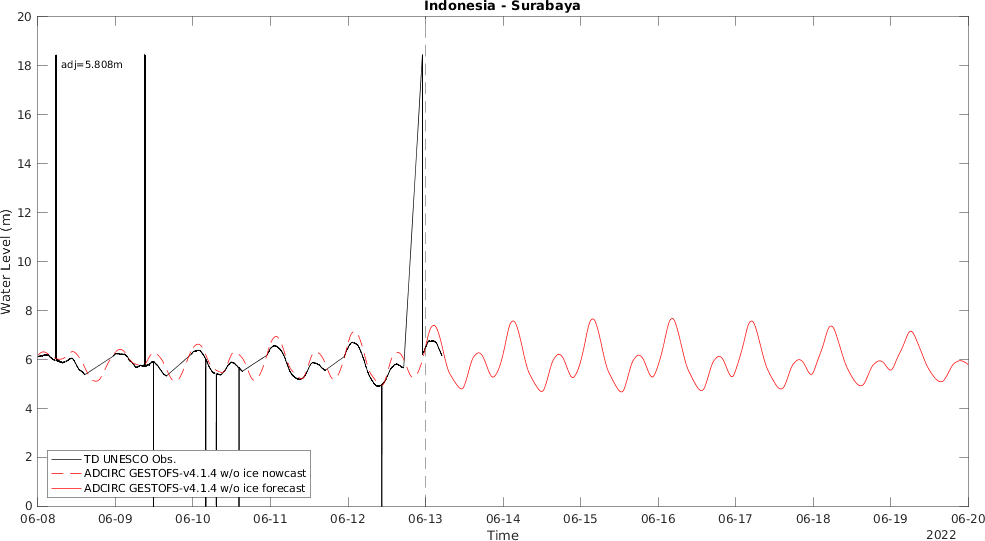 Indonesia - Surabaya
20
18
16
14
12
10
8
6
4
2
0
Water Level (m)
adj=5.808m
TD UNESCO Obs.
ADCIRC GESTOFS-v4.1.4 w/o ice nowcast
ADCIRC GESTOFS-v4.1.4 w/o ice forecast
06-08 06-09 06-10 06-11 06-12 06-13 06-14 06-15 06-16 06-17 06-18 06-19 06-20
Time
2022